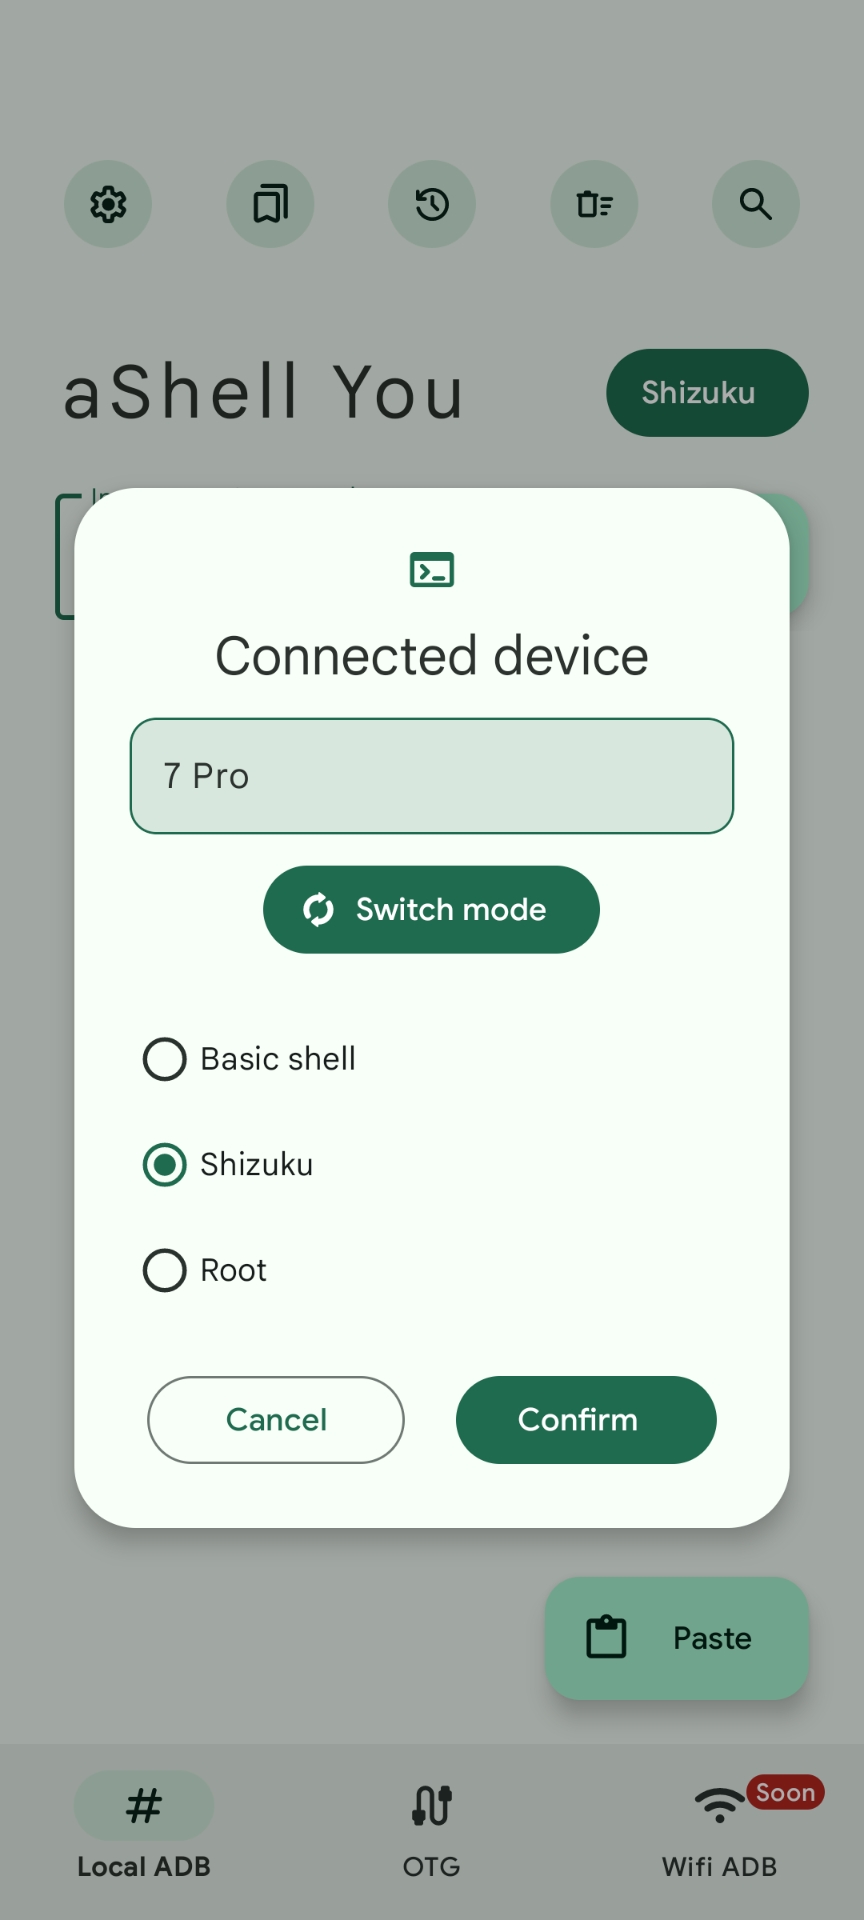 aShell You
Shizuku
Connected device
7 Pro
Switch mode
Basic shell
Shizuku
Root
Cancel
Confirm
Paste
Soon
Local ADB
OTG
Wifi ADB